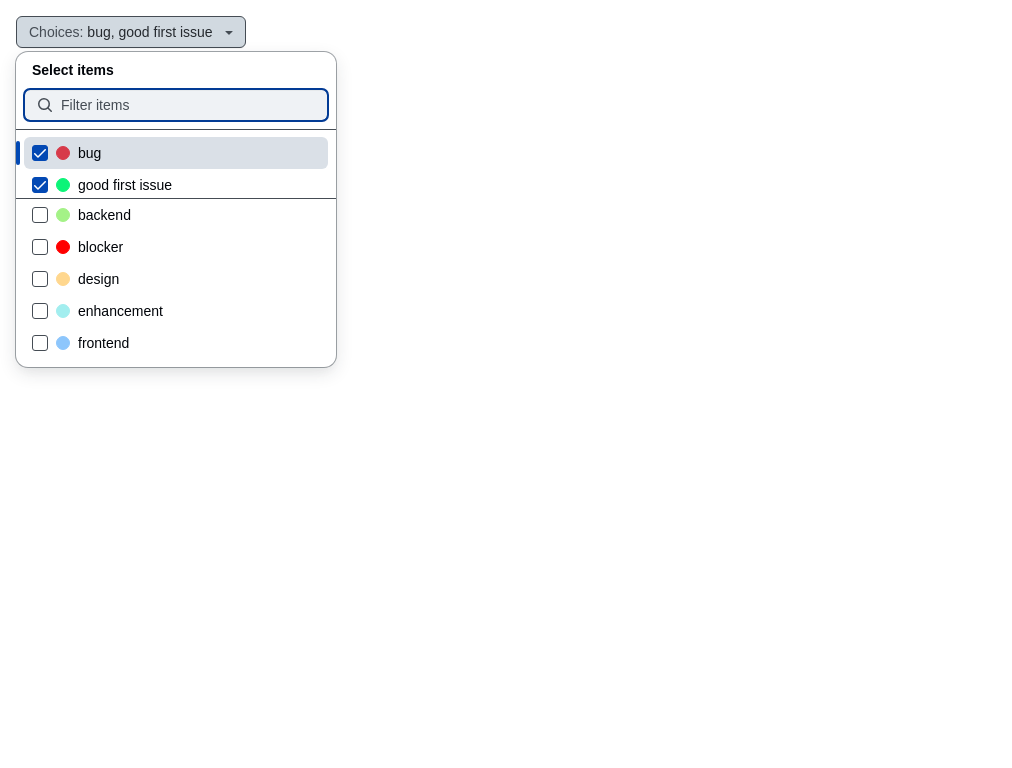 Choices: bug, good first issue
Select items
Filter items
bug
good first issue
backend
blocker
design
enhancement
frontend